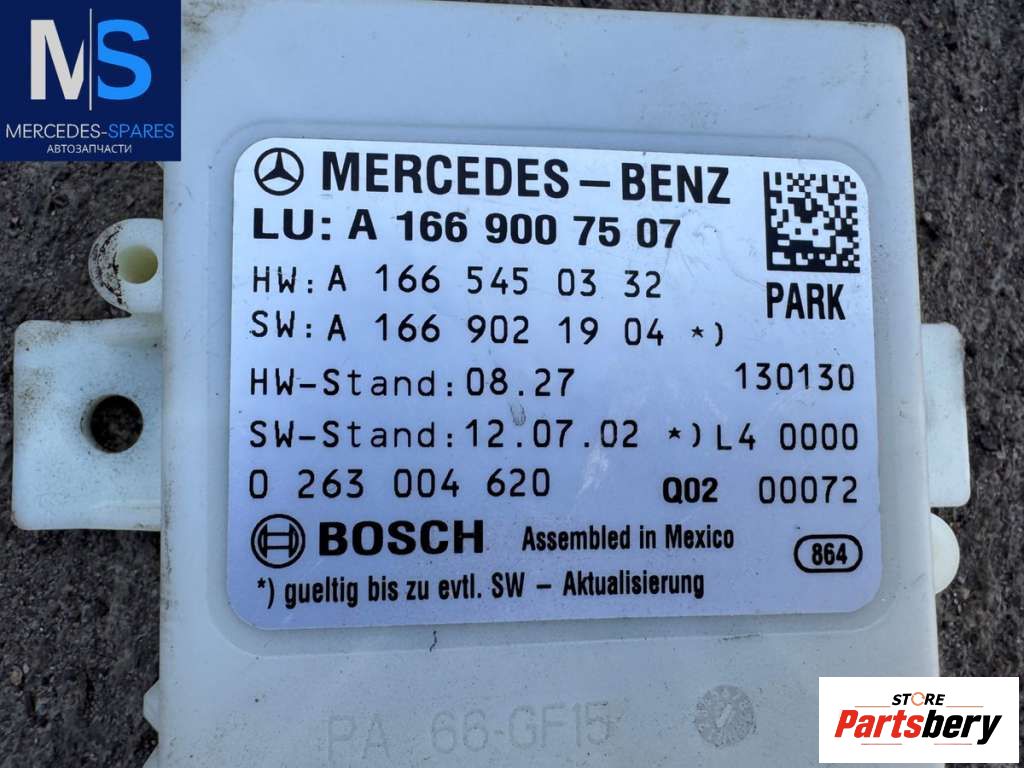 MS
MERCEDES-SPARES
АВТОЗАПЧАСТИ
MERCEDES-BENZ
LU: A 166 900 75 07
HW: A 166 545 03 32
PARK
SW: A 166 902 19 04 *)
HW-Stand: 08.27 130130
SW-Stand: 12.07.02 *) L4 0000
0 263 004 620 Q02 00072
BOSCH Assembled in Mexico 864
*) gueltig bis zu evtl. SW - Aktualisierung
PA 66-GF15
STORE
Partsbery